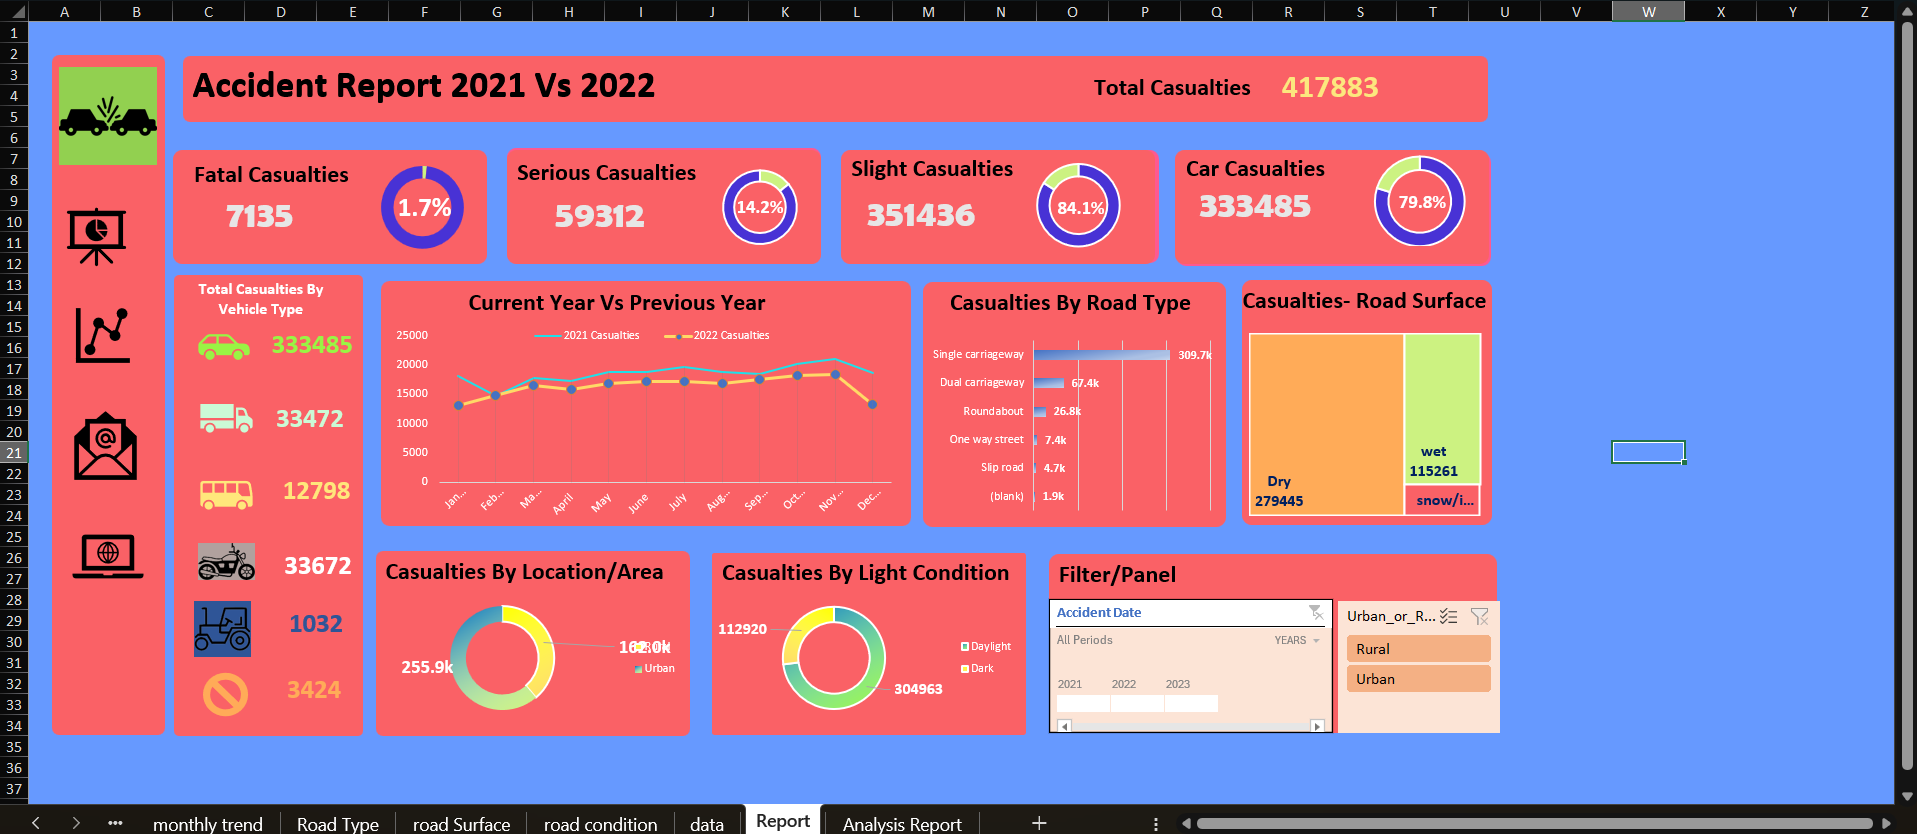 A B C D E F G H I J K L M N O P Q R S T U V W X Y Z
1
2
3
4
5
6
7
8
9
10
11
12
13
14
15
16
17
18
19
20
21
22
23
24
25
26
27
28
29
30
31
32
33
34
35
36
37
Accident Report 2021 Vs 2022
Total Casualties 417883
Fatal Casualties
7135
1.7%
Serious Casualties
59312
14.2%
Slight Casualties
351436
84.1%
Car Casualties
333485
79.8%
Total Casualties By
Vehicle Type
333485
33472
12798
33672
1032
3424
Current Year Vs Previous Year
2021 Casualties 2022 Casualties
25000
20000
15000
10000
5000
0
Jan... Feb... Ma... April May June July Aug... Sep... Oct... Nov... Dec...
Casualties By Road Type
Single carriageway 309.7k
Dual carriageway 67.4k
Roundabout 26.8k
One way street 7.4k
Slip road 4.7k
(blank) 1.9k
Casualties- Road Surface
Dry
279445
wet
115261
snow/i...
Casualties By Location/Area
255.9k
Urban
Casualties By Light Condition
112920
304963
Daylight
Dark
Filter/Panel
Accident Date
All Periods YEARS
2021 2022 2023
Urban_or_R...
Rural
Urban
monthly trend Road Type road Surface road condition data Report Analysis Report